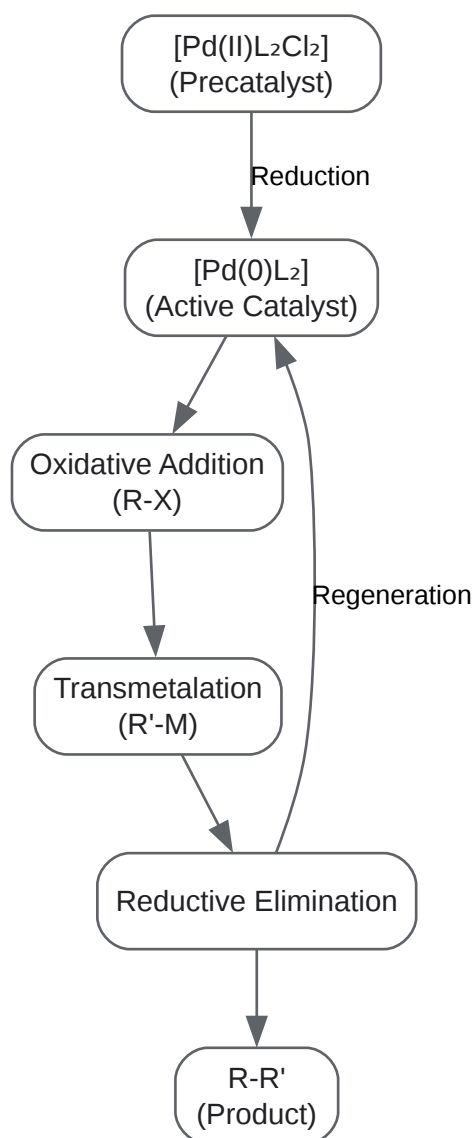 [Pd(II)L₂Cl₂]
(Precatalyst)
Reduction
[Pd(0)L₂]
(Active Catalyst)
Oxidative Addition
(R-X)
Regeneration
Transmetalation
(R'-M)
Reductive Elimination
R-R'
(Product)